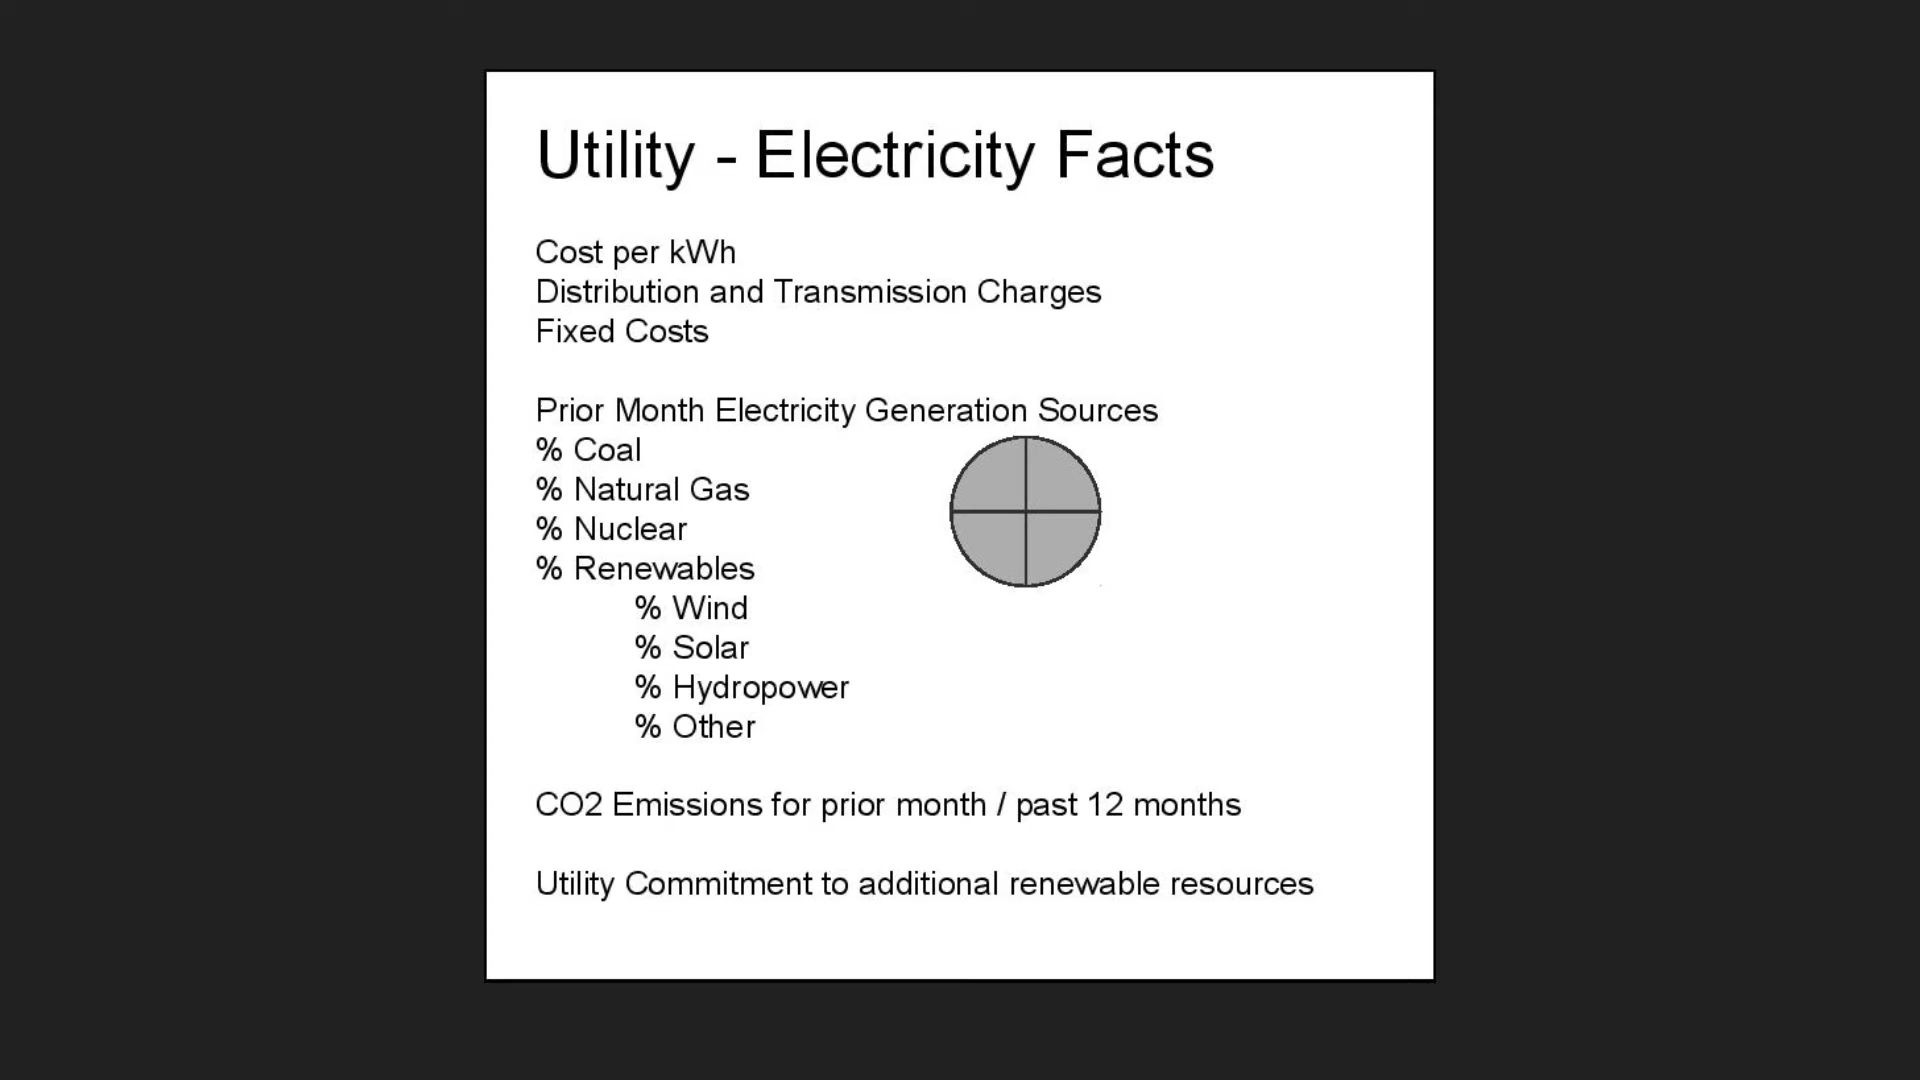 Utility - Electricity Facts
Cost per kWh
Distribution and Transmission Charges
Fixed Costs
Prior Month Electricity Generation Sources
% Coal
% Natural Gas
% Nuclear
% Renewables
% Wind
% Solar
% Hydropower
% Other
CO2 Emissions for prior month / past 12 months
Utility Commitment to additional renewable resources